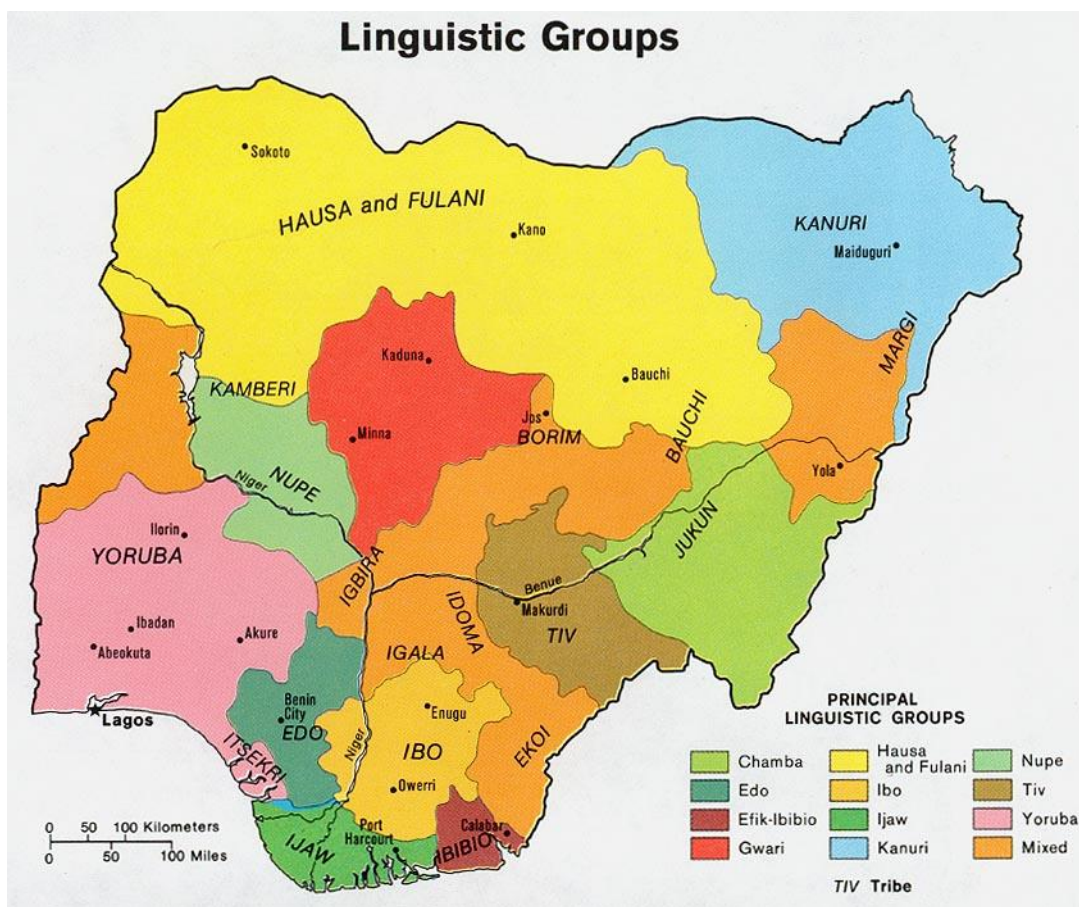 Linguistic Groups
Sokoto
HAUSA and FULANI
Kano
KANURI
Maiduguri
MARGI
Kaduna
Bauchi
KAMBERI
BAUCHI
Jos
BORIM
Minna
Yola
NUPE
Niger
Ilorin
YORUBA
JUKUN
IGBIRA
Benue
Makurdi
IDOMA
TIV
Ibadan
Akure
Abeokuta
IGALA
Lagos
Benin
City
EDO
Enugu
ITSEKRI
Niger
IBO
EKOI
Owerri
IJAW
Port
Harcourt
Calabar
IBIBIO
0 50 100 Kilometers
0 50 100 Miles
PRINCIPAL
LINGUISTIC GROUPS
Chamba
Edo
Efik-Ibibio
Gwari
Hausa
and Fulani
Ibo
Ijaw
Kanuri
Nupe
Tiv
Yoruba
Mixed
TIV Tribe